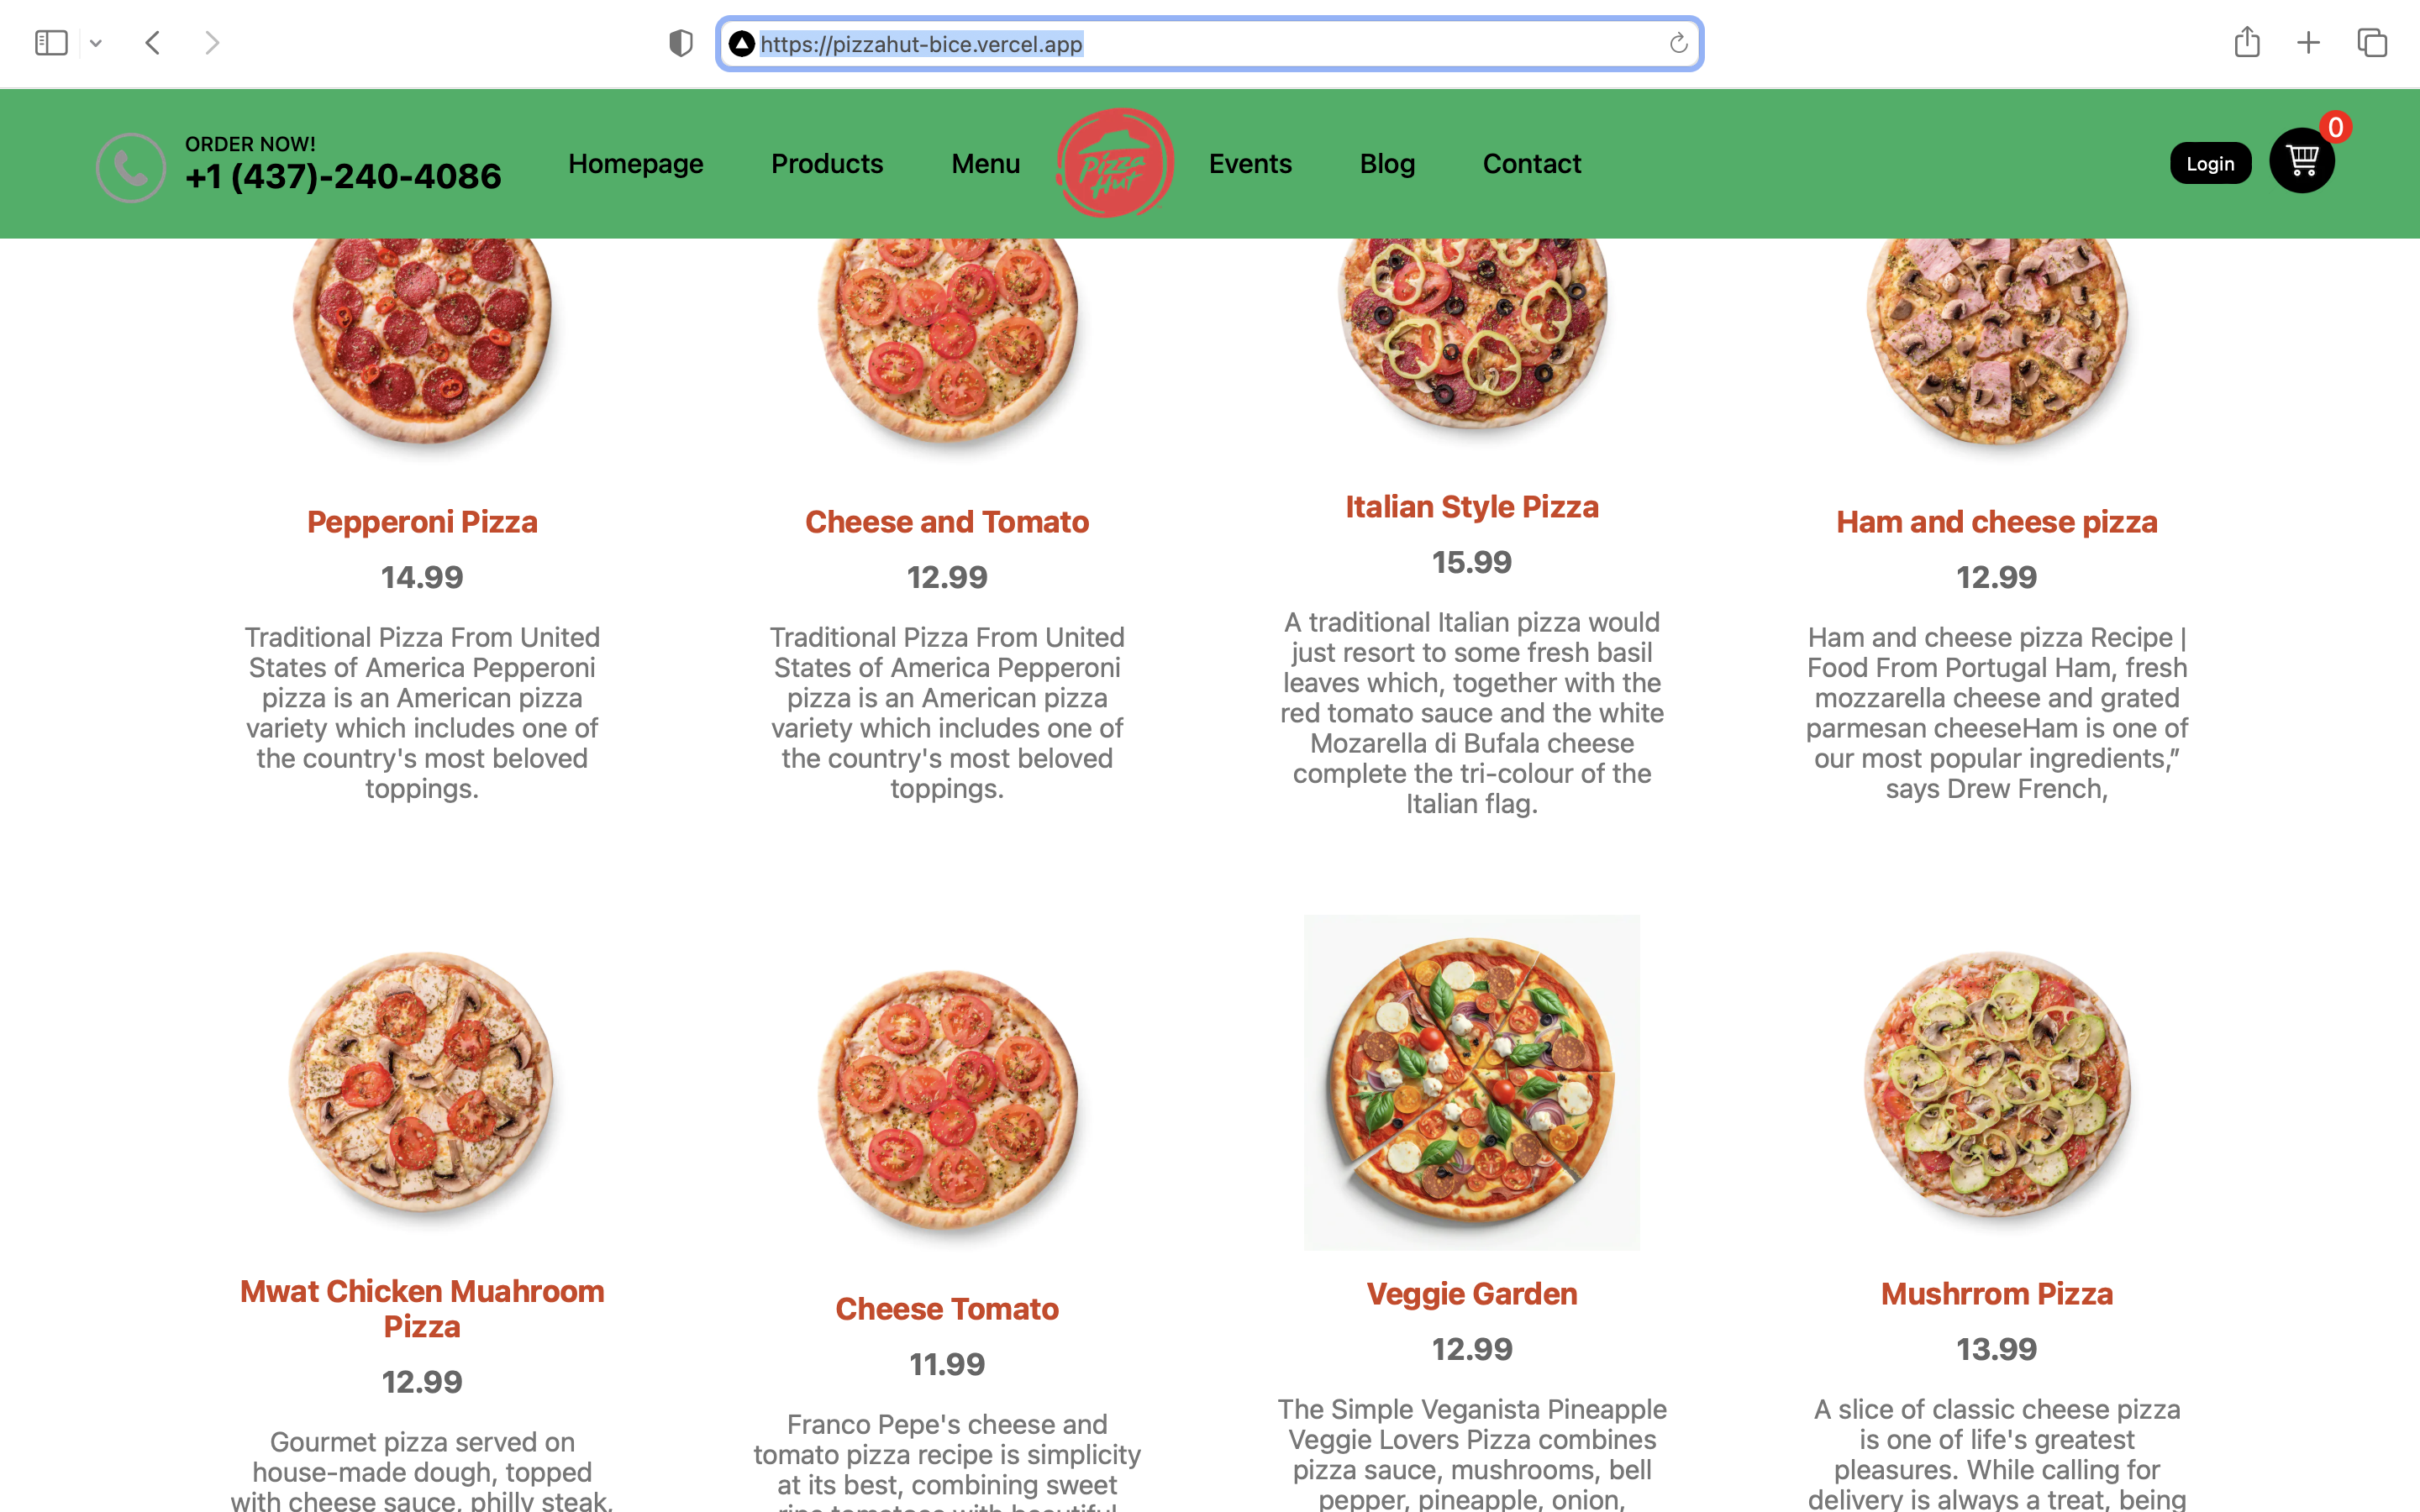 https://pizzahut-bice.vercel.app
ORDER NOW!
+1 (437)-240-4086
Homepage
Products
Menu
Pizza
Hut
Events
Blog
Contact
Login
0
Pepperoni Pizza
14.99
Traditional Pizza From United
States of America Pepperoni
pizza is an American pizza
variety which includes one of
the country's most beloved
toppings.
Cheese and Tomato
12.99
Traditional Pizza From United
States of America Pepperoni
pizza is an American pizza
variety which includes one of
the country's most beloved
toppings.
Italian Style Pizza
15.99
A traditional Italian pizza would
just resort to some fresh basil
leaves which, together with the
red tomato sauce and the white
Mozarella di Bufala cheese
complete the tri-colour of the
Italian flag.
Ham and cheese pizza
12.99
Ham and cheese pizza Recipe |
Food From Portugal Ham, fresh
mozzarella cheese and grated
parmesan cheeseHam is one of
our most popular ingredients,”
says Drew French,
Mwat Chicken Muahroom
Pizza
12.99
Gourmet pizza served on
house-made dough, topped
with cheese sauce, philly steak,
Cheese Tomato
11.99
Franco Pepe's cheese and
tomato pizza recipe is simplicity
at its best, combining sweet
ripe tomatoes with beautiful
Veggie Garden
12.99
The Simple Veganista Pineapple
Veggie Lovers Pizza combines
pizza sauce, mushrooms, bell
pepper, pineapple, onion,
Mushrrom Pizza
13.99
A slice of classic cheese pizza
is one of life's greatest
pleasures. While calling for
delivery is always a treat, being